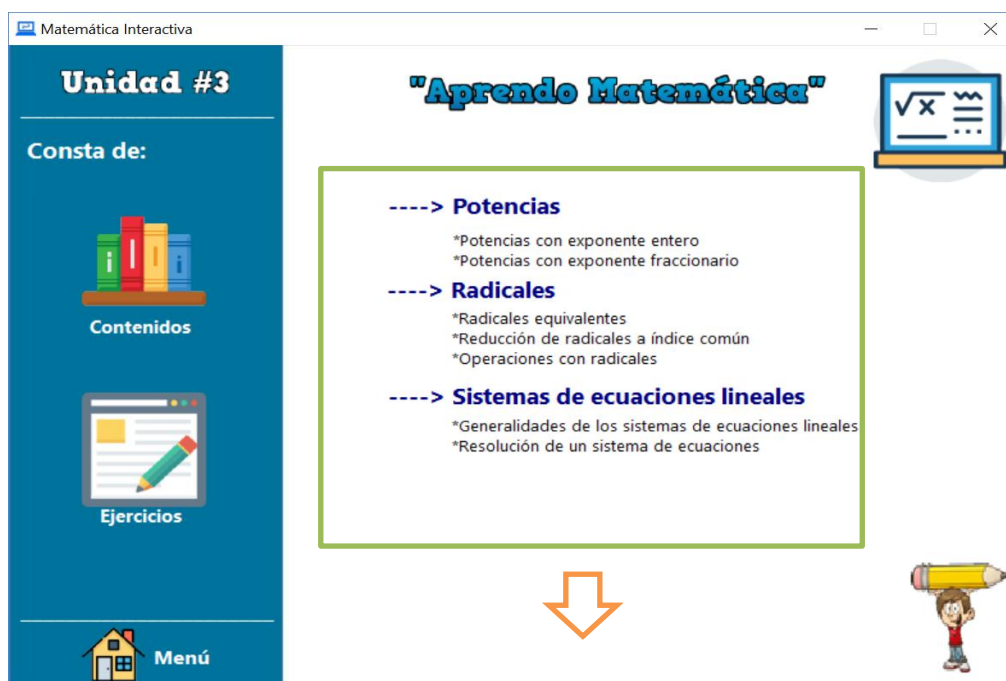 Matemática Interactiva
Unidad #3
Consta de:
Contenidos
Ejercicios
Menú
"Aprendo Matemática"
√x
----> Potencias
*Potencias con exponente entero
*Potencias con exponente fraccionario
----> Radicales
*Radicales equivalentes
*Reducción de radicales a índice común
*Operaciones con radicales
----> Sistemas de ecuaciones lineales
*Generalidades de los sistemas de ecuaciones lineales
*Resolución de un sistema de ecuaciones